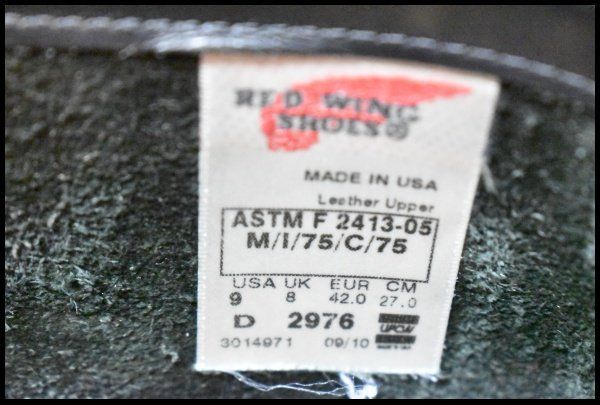 RED WING
SHOES®
MADE IN USA
Leather Upper
ASTM F 2413-05
M/I/75/C/75
USA UK EUR CM
9 8 42.0 27.0
D 2976
UFCW
3014971 09/10